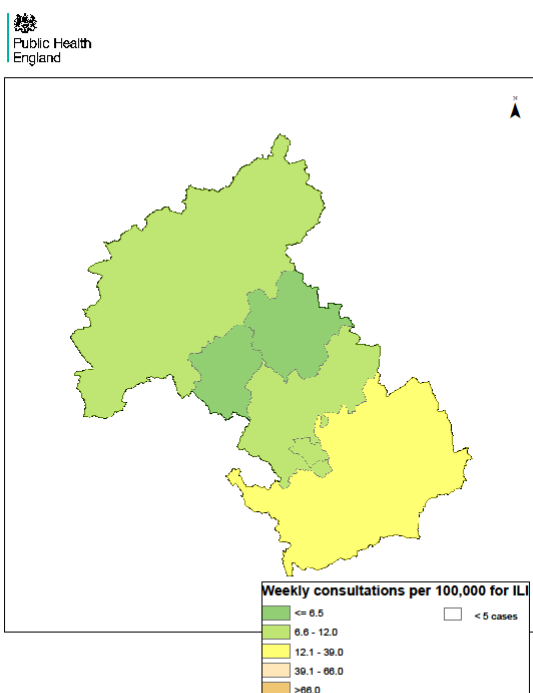 Public Health
England
N
Weekly consultations per 100,000 for ILI
<= 6.5
< 5 cases
6.6 - 12.0
12.1 - 39.0
39.1 - 66.0
>66.0